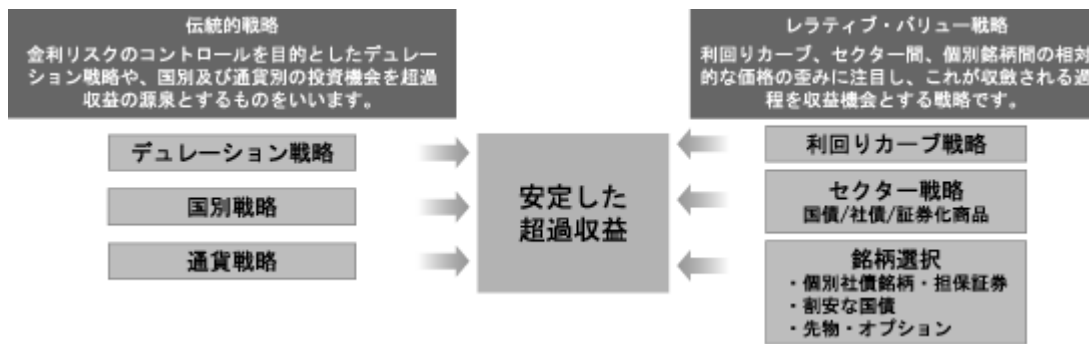 伝統的戦略
金利リスクのコントロールを目的としたデュレー
ション戦略や、国別及び通貨別の投資機会を超過
収益の源泉とするものをいいます。
デュレーション戦略
国別戦略
通貨戦略
安定した
超過収益
レラティブ・バリュー戦略
利回りカーブ、セクター間、個別銘柄間の相対
的な価格の歪みに注目し、これが収斂される過
程を収益機会とする戦略です。
利回りカーブ戦略
セクター戦略
国債/社債/証券化商品
銘柄選択
・個別社債銘柄・担保証券
・割安な国債
・先物・オプション